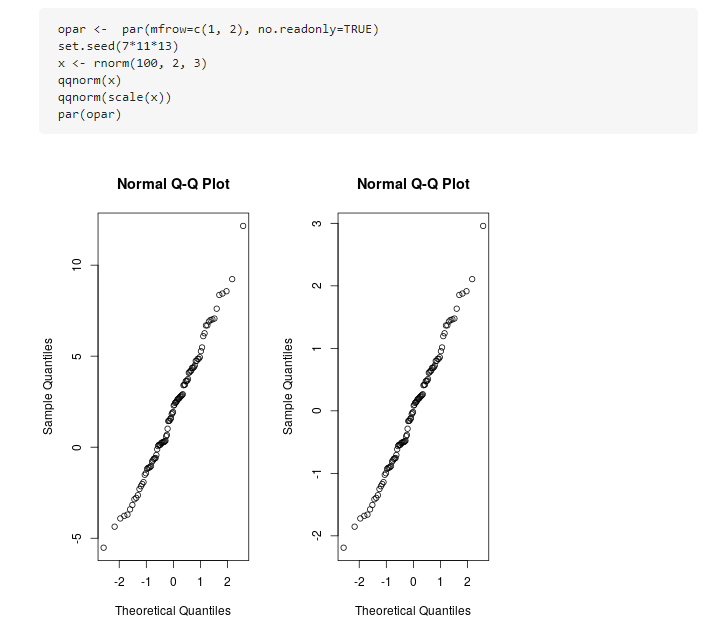 opar <-  par(mfrow=c(1, 2), no.readonly=TRUE)
set.seed(7*11*13)
x <- rnorm(100, 2, 3)
qqnorm(x)
qqnorm(scale(x))
par(opar)
Normal Q-Q Plot
Sample Quantiles
10
5
0
-5
-2 -1 0 1 2
Theoretical Quantiles
Normal Q-Q Plot
Sample Quantiles
3
2
1
0
-1
-2
-2 -1 0 1 2
Theoretical Quantiles